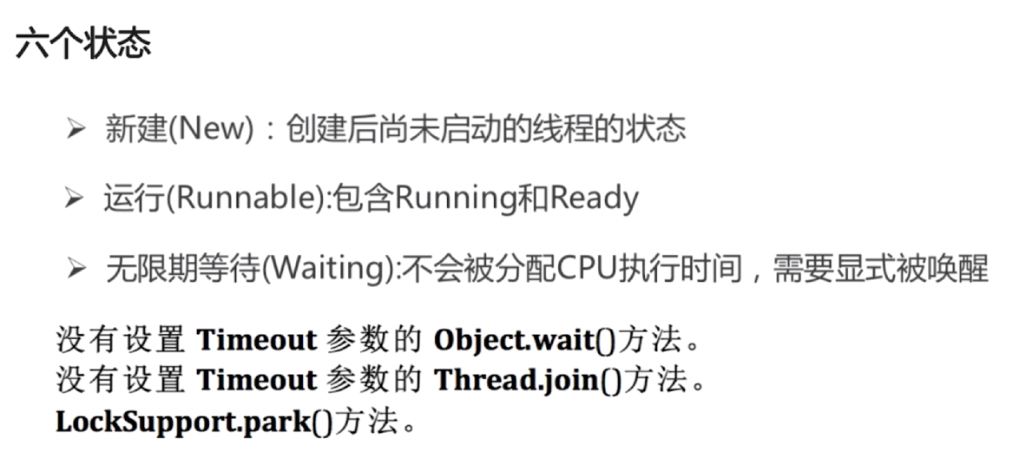 六个状态
➢ 新建(New)：创建后尚未启动的线程的状态
➢ 运行(Runnable):包含Running和Ready
➢ 无限期等待(Waiting):不会被分配CPU执行时间，需要显式被唤醒
没有设置 Timeout 参数的 Object.wait()方法。
没有设置 Timeout 参数的 Thread.join()方法。
LockSupport.park()方法。